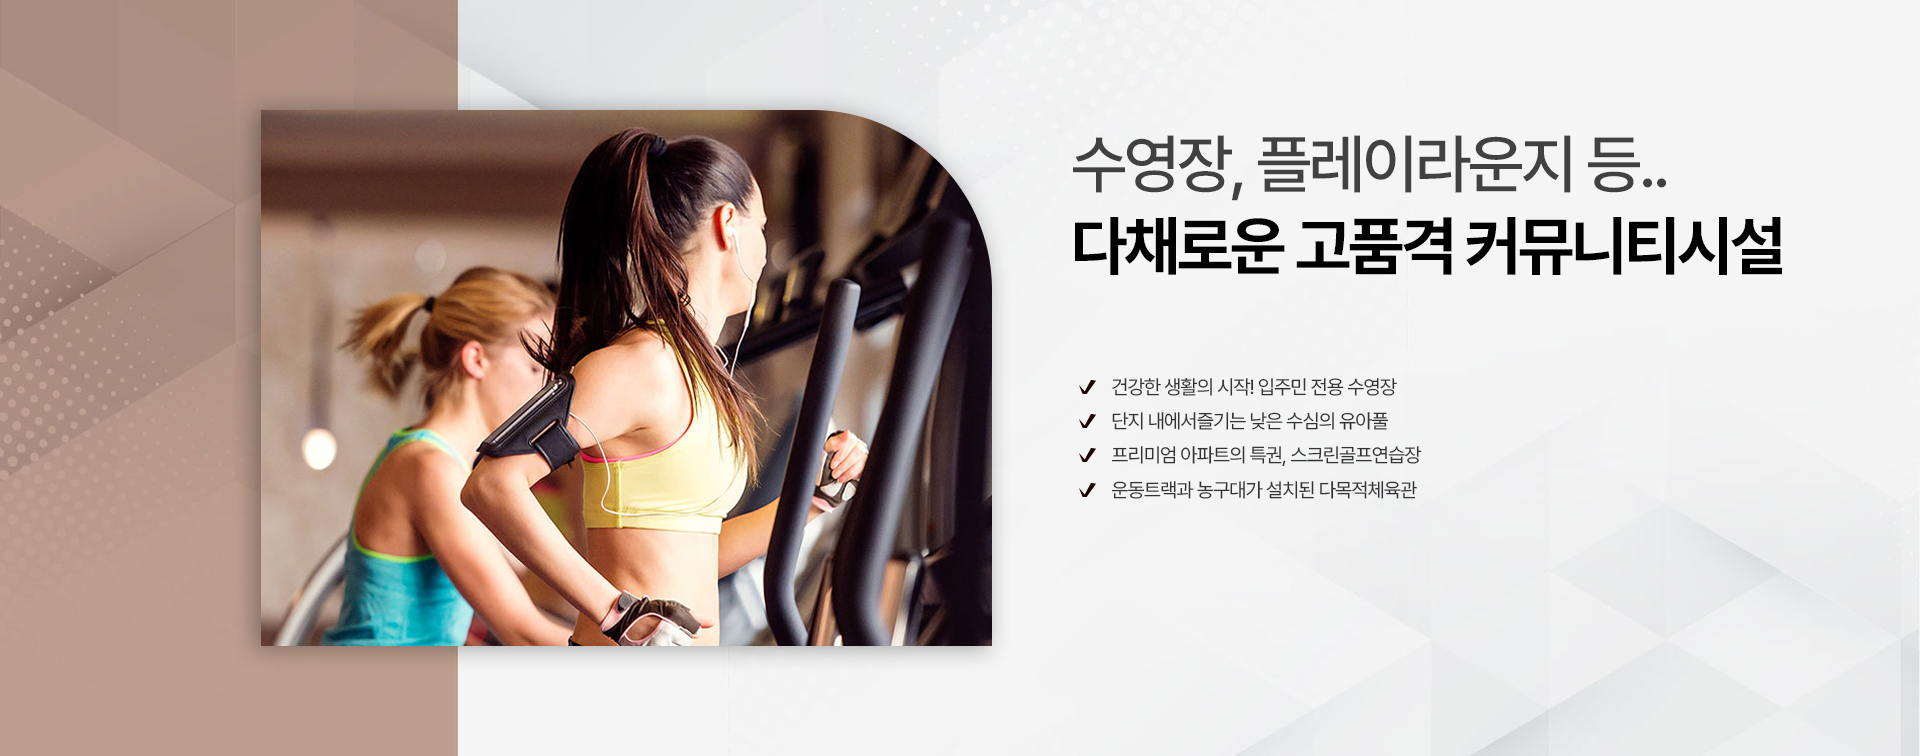 수영장, 플레이라운지 등..
다채로운 고품격 커뮤니티시설
건강한 생활의 시작! 입주민 전용 수영장
단지 내에서즐기는 낮은 수심의 유아풀
프리미엄 아파트의 특권, 스크린골프연습장
운동트랙과 농구대가 설치된 다목적체육관